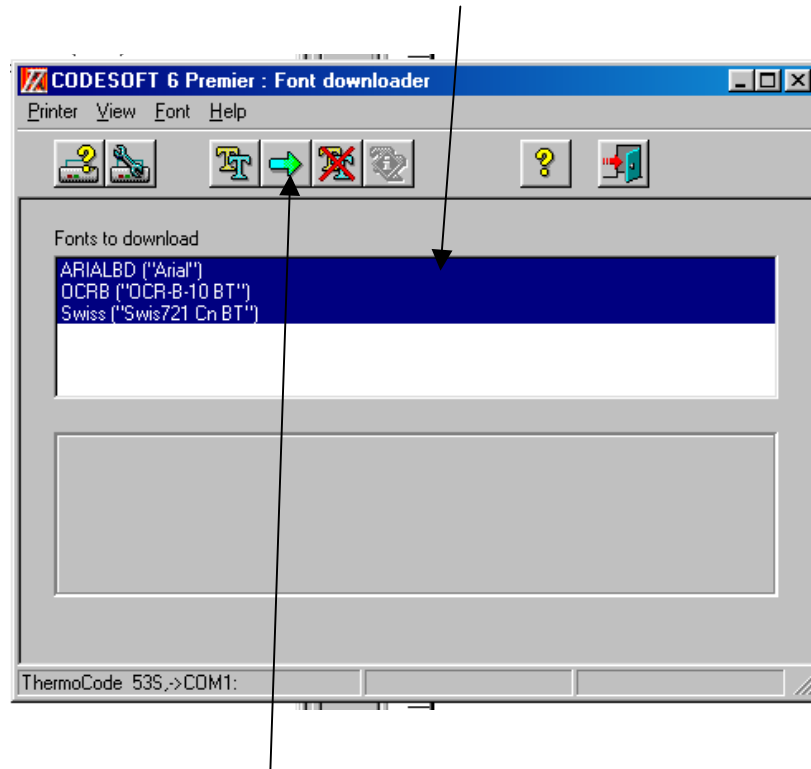 CODESOFT 6 Premier : Font downloader
Printer View Font Help
Fonts to download
ARIALBD ("Arial")
OCRB ("OCR-B-10 BT")
Swiss ("Swis721 Cn BT")
ThermoCode 53S,->COM1: